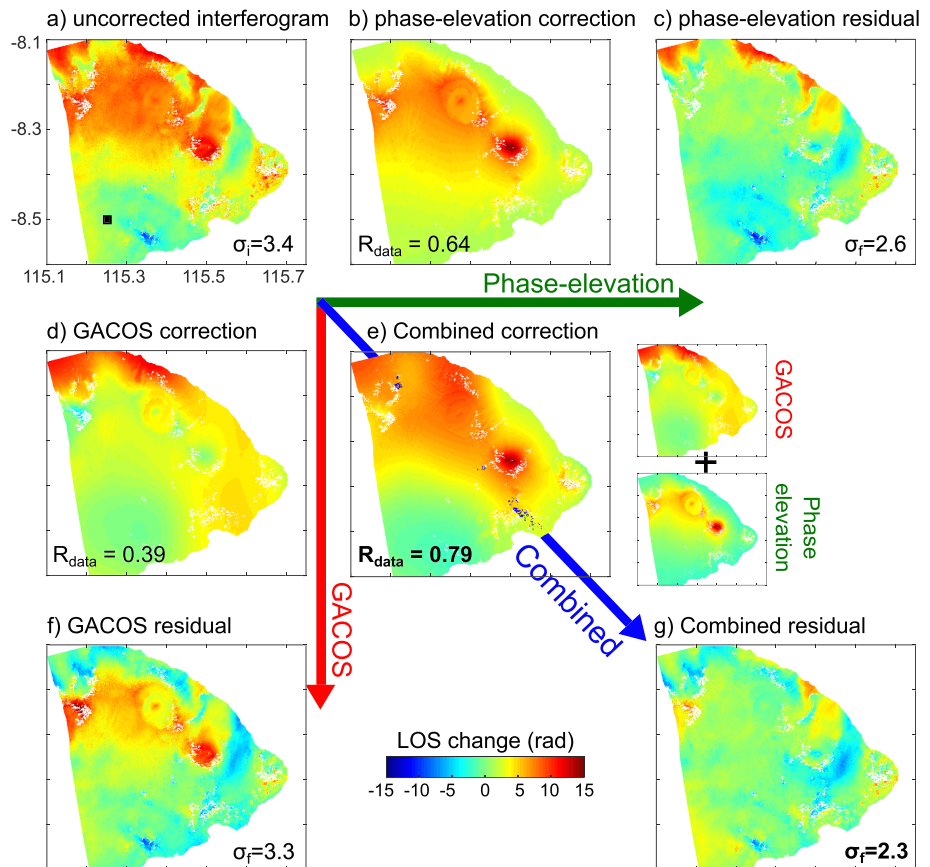 a) uncorrected interferogram
b) phase-elevation correction
c) phase-elevation residual
-8.1
-8.3
-8.5
σi=3.4
Rdata = 0.64
σf=2.6
115.1
115.3
115.5
115.75
Phase-elevation
d) GACOS correction
e) Combined correction
GACOS
+
Phase
elevation
Rdata = 0.39
Rdata = 0.79
GACOS
Combined
f) GACOS residual
g) Combined residual
LOS change (rad)
-15 -10 -5 0 5 10 15
σf=3.3
σf=2.3